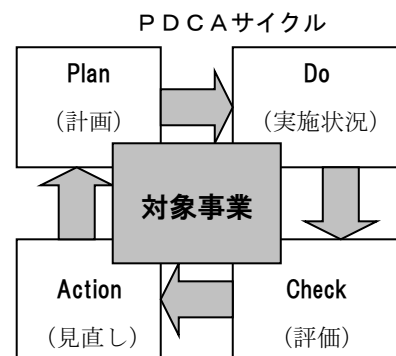 ＰＤＣＡサイクル
Plan
（計画）
Do
（実施状況）
対象事業
Action
（見直し）
Check
（評価）